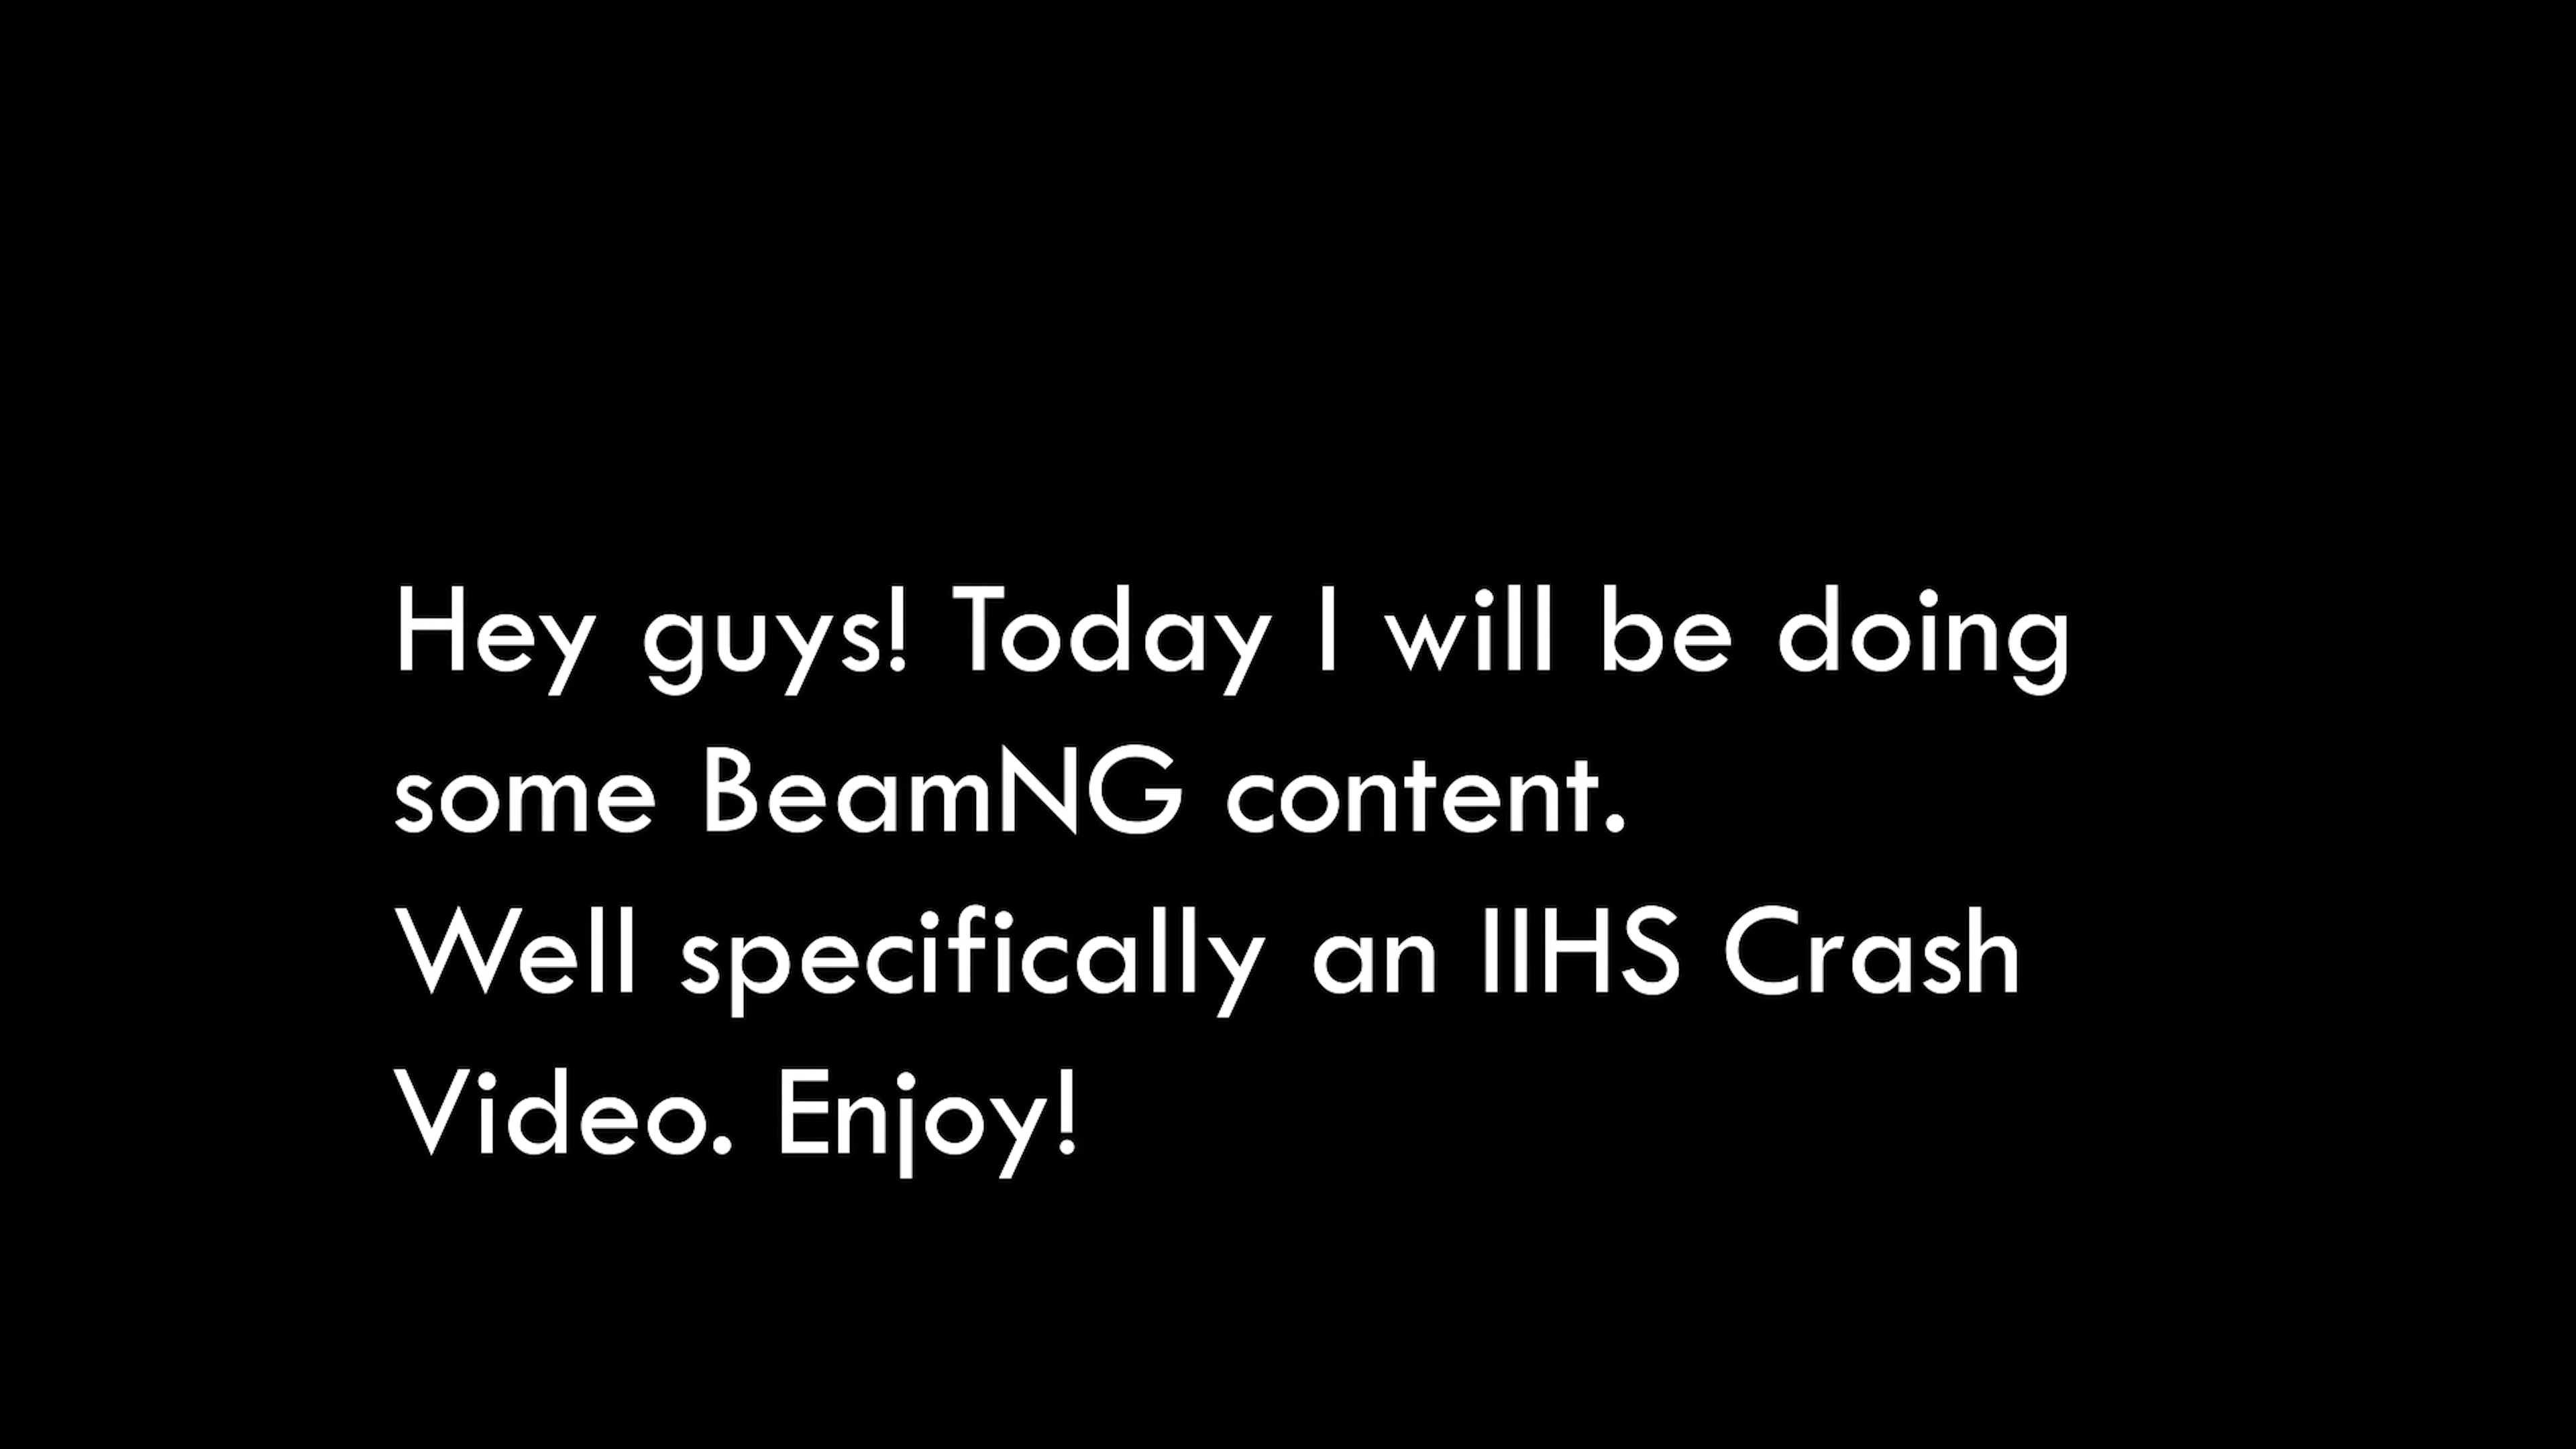 Hey guys! Today I will be doing
some BeamNG content.
Well specifically an IIHS Crash
Video. Enjoy!